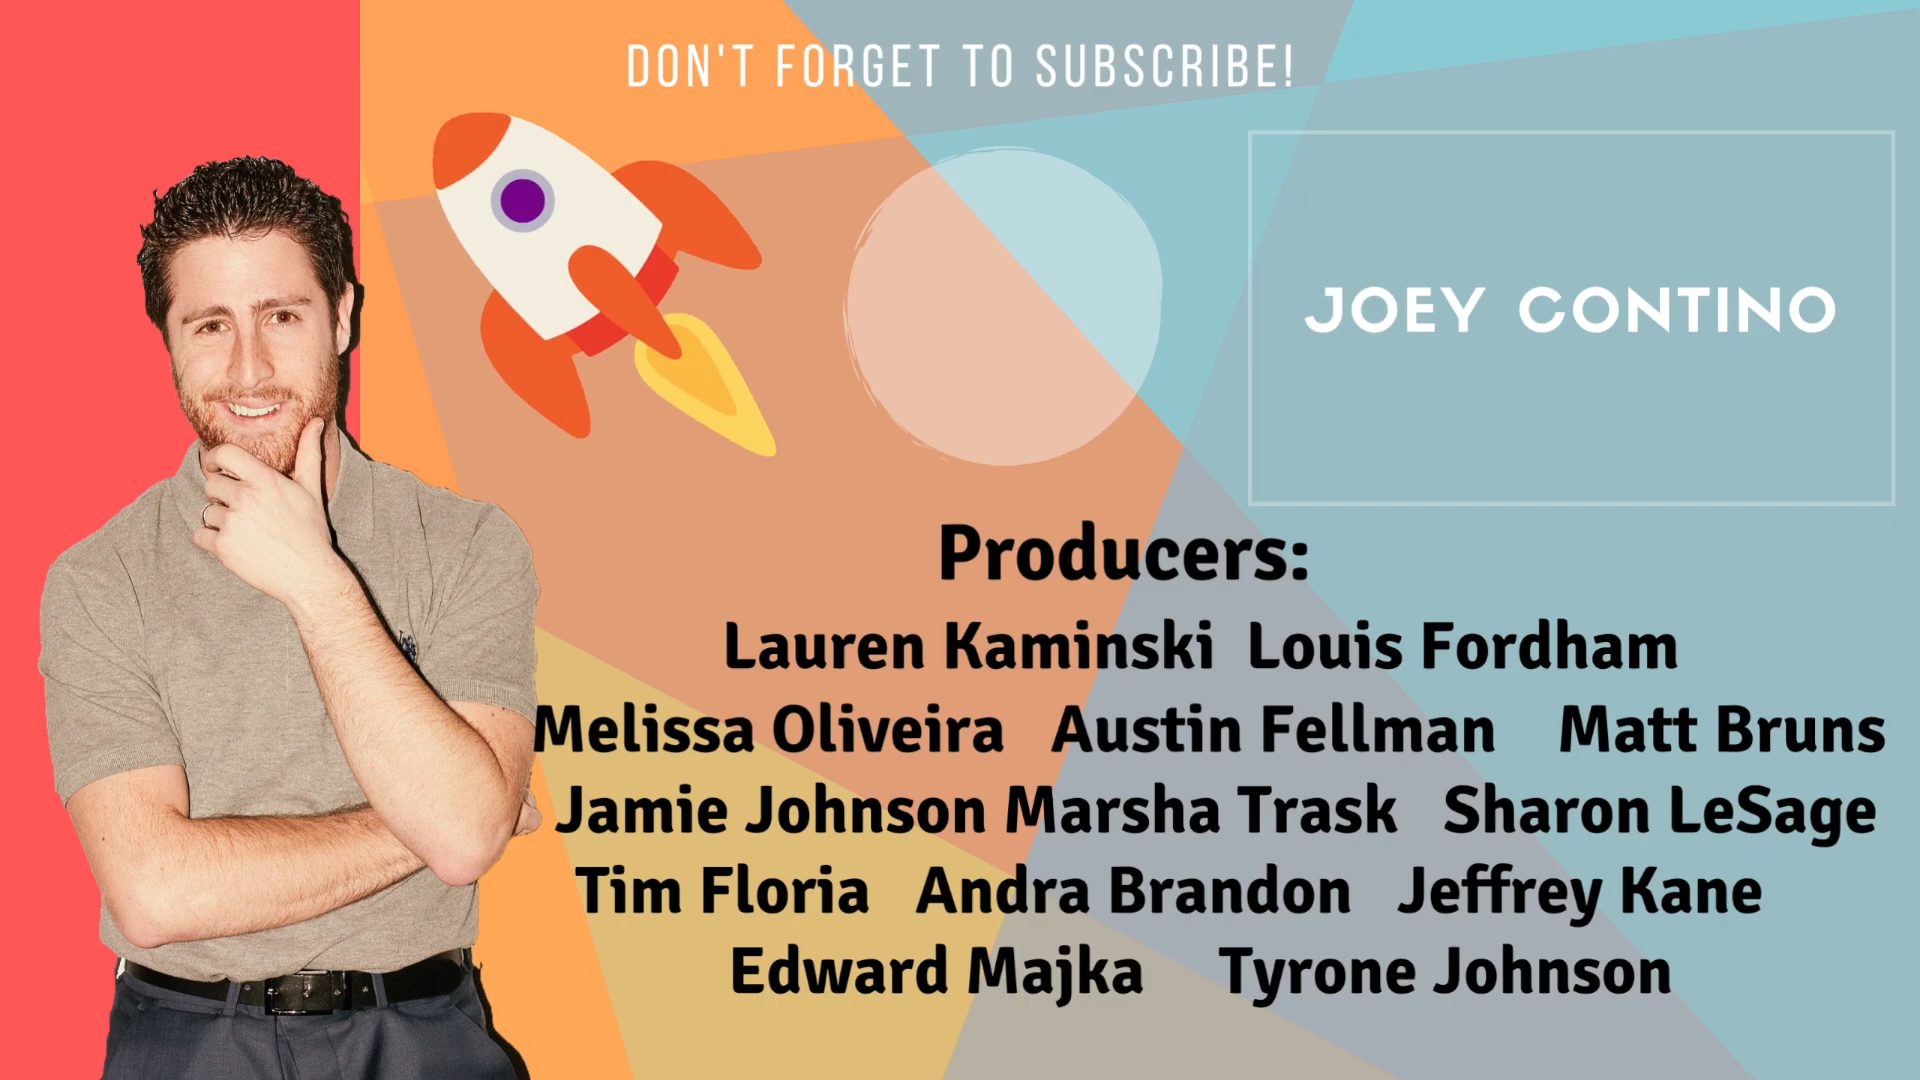 DON'T FORGET TO SUBSCRIBE!
JOEY CONTINO
Producers:
Lauren Kaminski Louis Fordham
Melissa Oliveira Austin Fellman Matt Bruns
Jamie Johnson Marsha Trask Sharon LeSage
Tim Floria Andra Brandon Jeffrey Kane
Edward Majka Tyrone Johnson